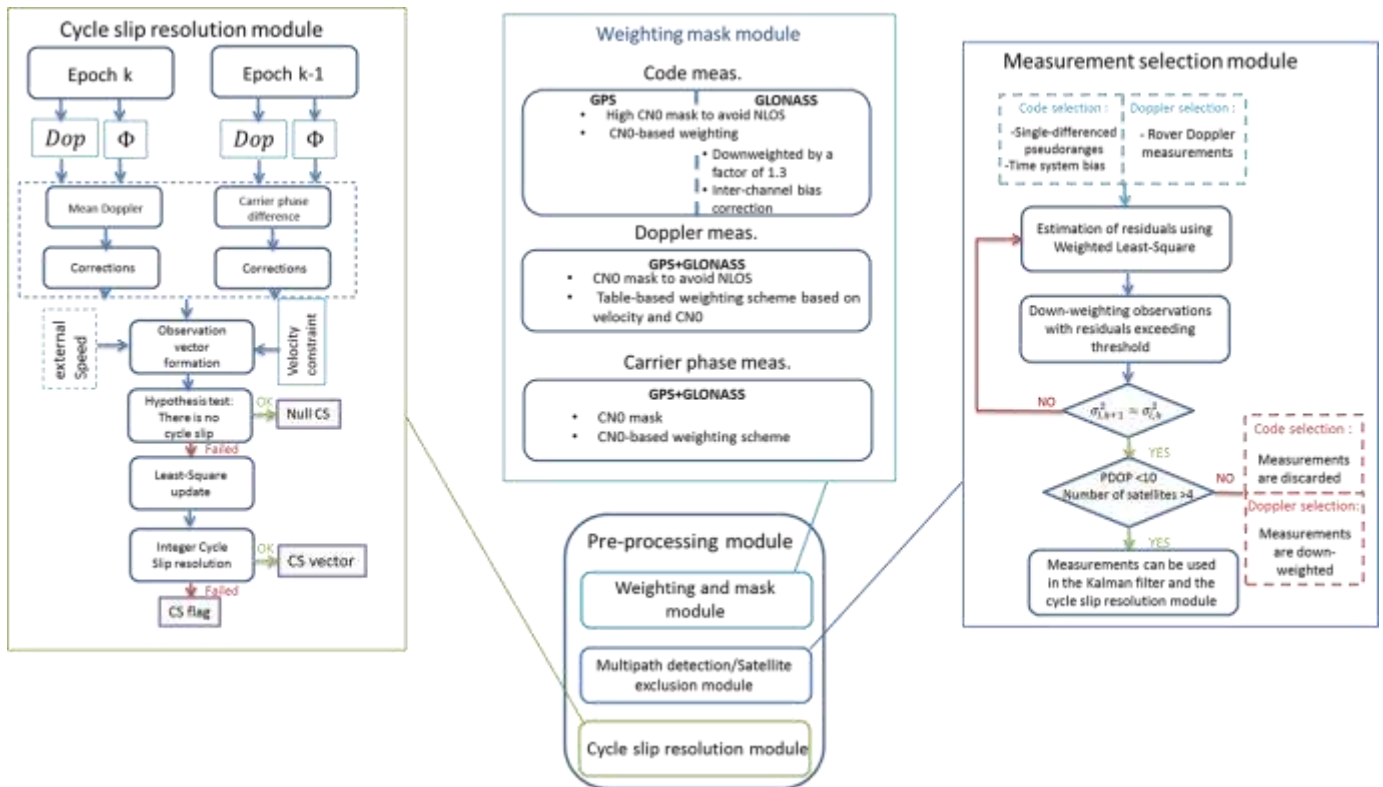 Cycle slip resolution module
Epoch k
Epoch k-1
Dop
Φ
Dop
Φ
Mean Doppler
Carrier phase
difference
Corrections
Corrections
external
Speed
Observation
vector
formation
Velocity
constraint
Hypothesis test:
There is no
cycle slip
OK
Null CS
Failed
Least-Square
update
Integer Cycle
Slip resolution
OK
CS vector
Failed
CS flag
Weighting mask module
Code meas.
GPS
GLONASS
• High CN0 mask to avoid NLOS
• CN0-based weighting
• Downweighted by a
factor of 1.3
• Inter-channel bias
correction
Doppler meas.
GPS+GLONASS
• CN0 mask to avoid NLOS
• Table-based weighting scheme based on
velocity and CN0
Carrier phase meas.
GPS+GLONASS
• CN0 mask
• CN0-based weighting scheme
Pre-processing module
Weighting and mask
module
Multipath detection/Satellite
exclusion module
Cycle slip resolution module
Measurement selection module
Code selection :
-Single-differenced
pseudoranges
-Time system bias
Doppler selection :
- Rover Doppler
measurements
Estimation of residuals using
Weighted Least-Square
Down-weighting observations
with residuals exceeding
threshold
NO
YES
PDOP <10
Number of satellites >4
NO
Code selection :
Measurements
are discarded
Doppler selection:
Measurements
are down-
weighted
YES
Measurements can be used
in the Kalman filter and the
cycle slip resolution module